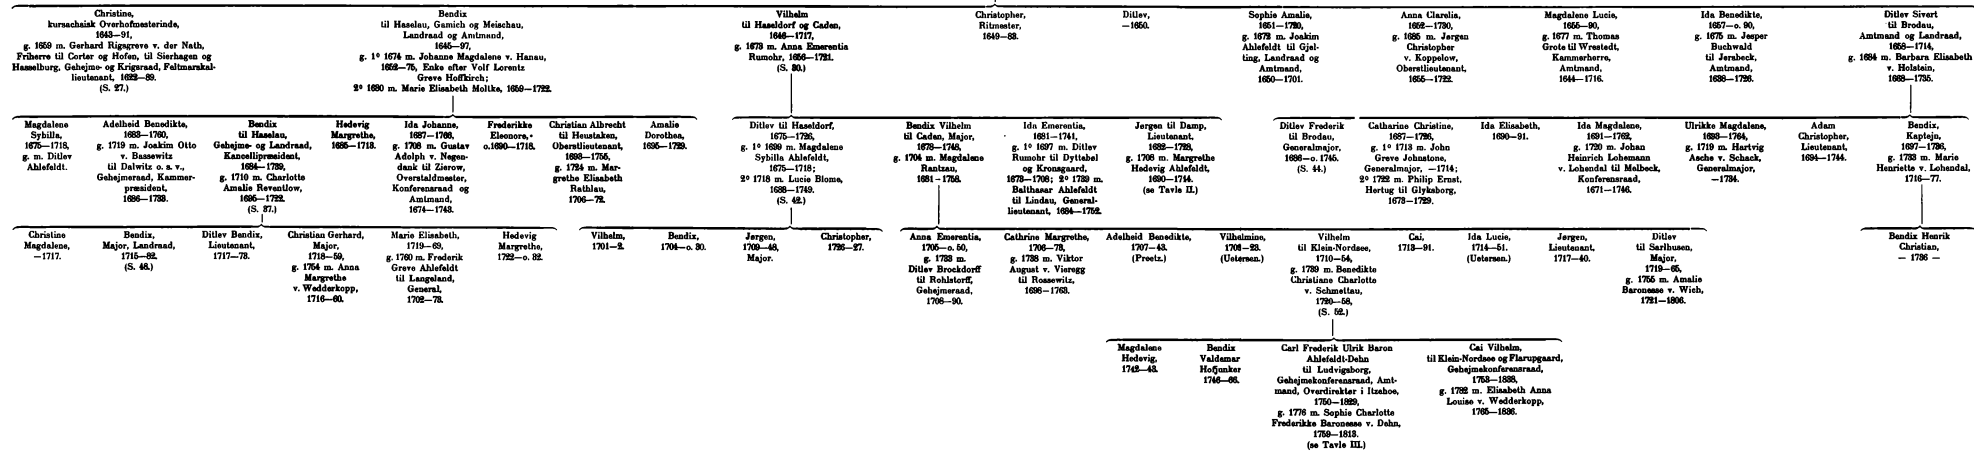 Christine,
kursachsisk Overhofmesterinde,
1643—91,
g. 1659 m. Gerhard Rigsgreve v. der Nath,
Friherre til Corter og Hofen, til Sierhagen og
Hasselburg, Gehejme- og Krigsraad, Feltmarskal-
lieutenant, 1622—89.
(S. 27.)
Bendix
til Haselau, Gamich og Meischau,
Landraad og Amtmand,
1645—97,
g. 1º 1674 m. Johanne Magdalene v. Hanau,
1652—75, Enke efter Volf Lorentz
Greve Hoffkirch;
2º 1680 m. Marie Elisabeth Moltke, 1659—1722.
Vilhelm
til Haseldorf og Caden,
1646—1717,
g. 1673 m. Anna Emerentia
Rumohr, 1656—1721.
(S. 30.)
Christopher,
Ritmester,
1649—83.
Ditlev,
—1650.
Sophie Amalie,
1651—1720,
g. 1672 m. Joakim
Ahlefeldt til Gjel-
ting, Landraad og
Amtmand,
1650—1701.
Anna Clarelia,
1652—1730,
g. 1685 m. Jørgen
Christopher
v. Koppelow,
Oberstlieutenant,
1655—1722.
Magdalene Lucie,
1655—90,
g. 1677 m. Thomas
Grote til Wrestedt,
Kammerherre,
Amtmand,
1644—1716.
Ida Benedikte,
1657—o. 90,
g. 1675 m. Jesper
Buchwald
til Jersbeck,
Amtmand,
1638—1726.
Ditlev Sivert
til Brodau,
Amtmand og Landraad,
1658—1714,
g. 1684 m. Barbara Elisabeth
v. Holstein,
1668—1735.
Magdalene
Sybilla,
1675—1718,
g. m. Ditlev
Ahlefeldt.
Adelheid Benedikte,
1683—1760,
g. 1719 m. Joakim Otto
v. Bassewitz
til Dalwitz o. s. v.,
Gehejmeraad, Kammer-
præsident,
1686—1733.
Bendix
til Haselau,
Gehejme- og Landraad,
Kancellipræsident,
1684—1739,
g. 1710 m. Charlotte
Amalie Reventlow,
1695—1722.
(S. 37.)
Hedevig
Margrethe,
1685—1713.
Ida Johanne,
1687—1766,
g. 1708 m. Gustav
Adolph v. Negen-
dank til Zierow,
Overstaldmester,
Konferensraad og
Amtmand,
1674—1743.
Frederikke
Eleonore,
o.1690—1718.
Christian Albrecht
til Heustaken,
Oberstlieutenant,
1693—1755,
g. 1724 m. Mar-
grethe Elisabeth
Rathlau,
1706—72.
Amalie
Dorothea,
1695—1729.
Ditlev til Haseldorf,
1675—1726,
g. 1º 1699 m. Magdalene
Sybilla Ahlefeldt,
1675—1718;
2º 1718 m. Lucie Blome,
1688—1749.
(S. 42.)
Bendix Vilhelm
til Caden, Major,
1678—1748,
g. 1704 m. Magdalene
Rantzau,
1681—1758.
Ida Emerentia,
1681—1741,
g. 1º 1697 m. Ditlev
Rumohr til Dyttebøl
og Kronsgaard,
1673—1708; 2º 1739 m.
Balthasar Ahlefeldt
til Lindau, General-
lieutenant, 1684—1752.
Jørgen til Damp,
Lieutenant,
1682—1728,
g. 1708 m. Margrethe
Hedevig Ahlefeldt,
1690—1714.
(se Tavle II.)
Ditlev Frederik
til Brodau,
Generalmajor,
1686—o. 1745.
(S. 44.)
Catharine Christine,
1687—1726,
g. 1º 1713 m. John
Greve Johnstone,
Generalmajor, —1714;
2º 1722 m. Philip Ernst,
Hertug til Glyksborg,
1673—1729.
Ida Elisabeth,
1690—91.
Ida Magdalene,
1691—1762,
g. 1720 m. Johan
Heinrich Lohemann
v. Lohendal til Melbeck,
Konferensraad,
1671—1746.
Ulrikke Magdalene,
1693—1764,
g. 1719 m. Hartvig
Asche v. Schack,
Generalmajor,
—1734.
Adam
Christopher,
Lieutenant,
1694—1744.
Bendix,
Kaptejn,
1697—1736,
g. 1733 m. Marie
Henriette v. Lohendal,
1716—77.
Christine
Magdalene,
—1717.
Bendix,
Major, Landraad,
1715—82.
(S. 48.)
Ditlev Bendix,
Lieutenant,
1717—73.
Christian Gerhard,
Major,
1718—59,
g. 1754 m. Anna
Margrethe
v. Wedderkopp,
1716—60.
Marie Elisabeth,
1719—69,
g. 1760 m. Frederik
Greve Ahlefeldt
til Langeland,
General,
1702—73.
Hedevig
Margrethe,
1722—o. 32.
Vilhelm,
1701—2.
Bendix,
1704—o. 30.
Jørgen,
1709—48,
Major.
Christopher,
1726—27.
Anna Emerentia,
1705—o. 50,
g. 1733 m.
Ditlev Brockdorff
til Rohlstorff,
Gehejmeraad,
1708—90.
Cathrine Margrethe,
1706—73,
g. 1738 m. Viktor
August v. Vieregg
til Rossewitz,
1696—1763.
Adelheid Benedikte,
1707—43.
(Preetz.)
Vilhelmine,
1708—23.
(Uetersen.)
Vilhelm
til Klein-Nordsee,
1710—54,
g. 1739 m. Benedikte
Christiane Charlotte
v. Schmettau,
1720—58,
(S. 52.)
Cai,
1713—91.
Ida Lucie,
1714—51.
(Uetersen.)
Jørgen,
Lieutenant,
1717—40.
Ditlev
til Sarlhusen,
Major,
1719—65,
g. 1755 m. Amalie
Baronesse v. Wich,
1721—1806.
Bendix Henrik
Christian,
— 1736 —
Magdalene
Hedevig,
1742—43.
Bendix
Valdemar
Hofjunker
1746—66.
Carl Frederik Ulrik Baron
Ahlefeldt-Dehn
til Ludvigsborg,
Gehejmekonferensraad, Amt-
mand, Overdirektør i Itzehoe,
1750—1829,
g. 1776 m. Sophie Charlotte
Frederikke Baronesse v. Dehn,
1759—1813.
(se Tavle III.)
Cai Vilhelm,
til Klein-Nordsee og Flarupgaard,
Gehejmekonferensraad,
1753—1838,
g. 1782 m. Elisabeth Anna
Louise v. Wedderkopp,
1765—1836.